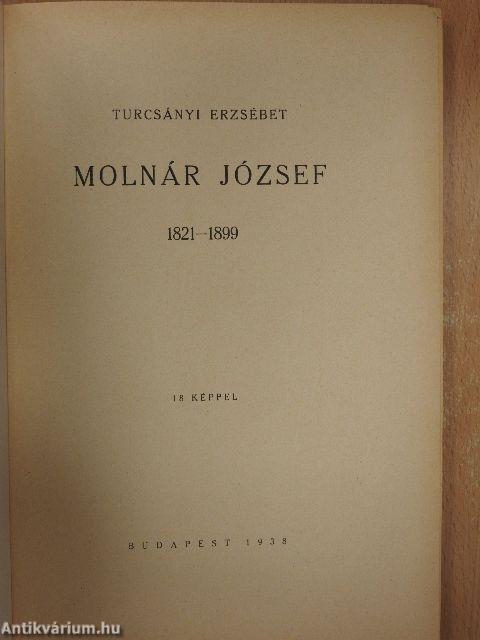 TURCSÁNYI ERZSÉBET
MOLNÁR JÓZSEF
1821—1899
18 KÉPPEL
BUDAPEST 1938
Antikvárium.hu